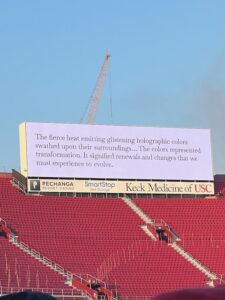 The fierce heat emitting glistening holographic colors
swathed upon their surroundings... The colors represented
transformation. It signified renewals and changes that we
must experience to evolve.
PECHANGA
SmartStop
Keck Medicine of USC